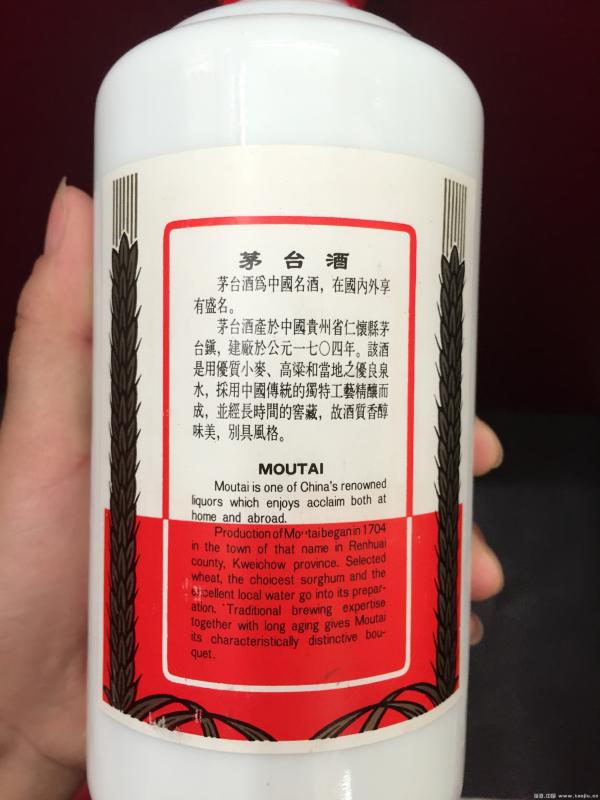 茅台酒
茅台酒爲中國名酒，在國內外享
有盛名。
茅台酒產於中國貴州省仁懷縣茅
台鎭，建廠於公元一七〇四年。該酒
是用優質小麥、高粱和當地之優良泉
水，採用中國傳統的獨特工藝精釀而
成，並經長時間的窖藏，故酒質香醇
味美，別具風格。
MOUTAI
Moutai is one of China's renowned
liquors which enjoys acclaim both at
home and abroad.
Production of Moutai began in 1704
in the town of that name in Renhuai
county, Kweichow province. Selected
wheat, the choicest sorghum and the
excellent local water go into its prepar-
ation. Traditional brewing expertise
together with long aging gives Moutai
its characteristically distinctive bou-
quet.